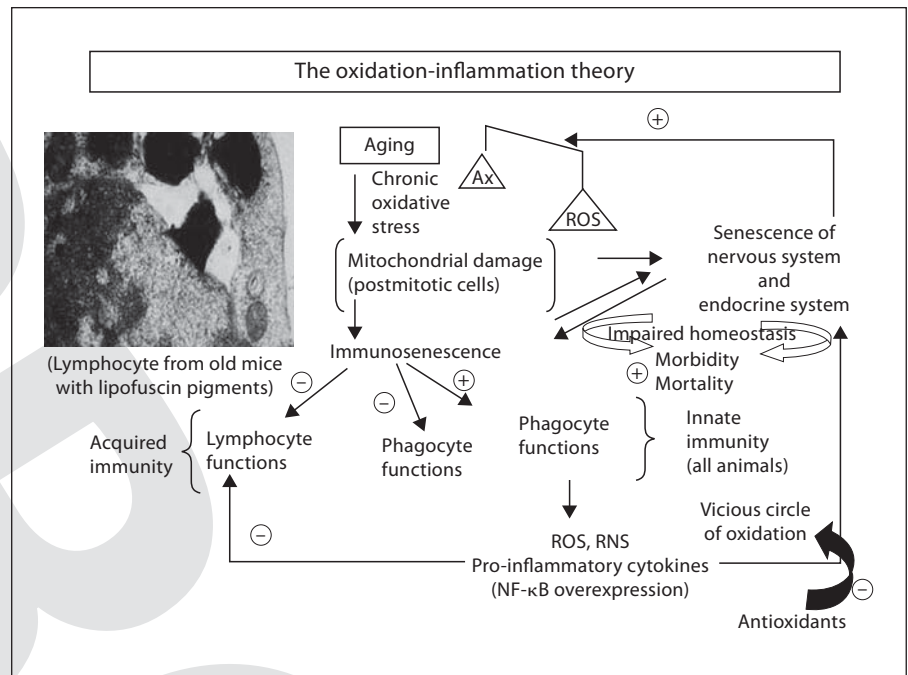 The oxidation-inflammation theory
Aging
Chronic
oxidative
stress
Ax
ROS
+
Mitochondrial damage
(postmitotic cells)
Senescence of
nervous system
and
endocrine system
(Lymphocyte from old mice
with lipofuscin pigments)
Immunosenescence
Impaired homeostasis
Morbidity
Mortality
+
−
−
+
Acquired
immunity
Lymphocyte
functions
Phagocyte
functions
Phagocyte
functions
Innate
immunity
(all animals)
−
ROS, RNS
Pro-inflammatory cytokines
(NF-κB overexpression)
Vicious circle
of oxidation
−
Antioxidants